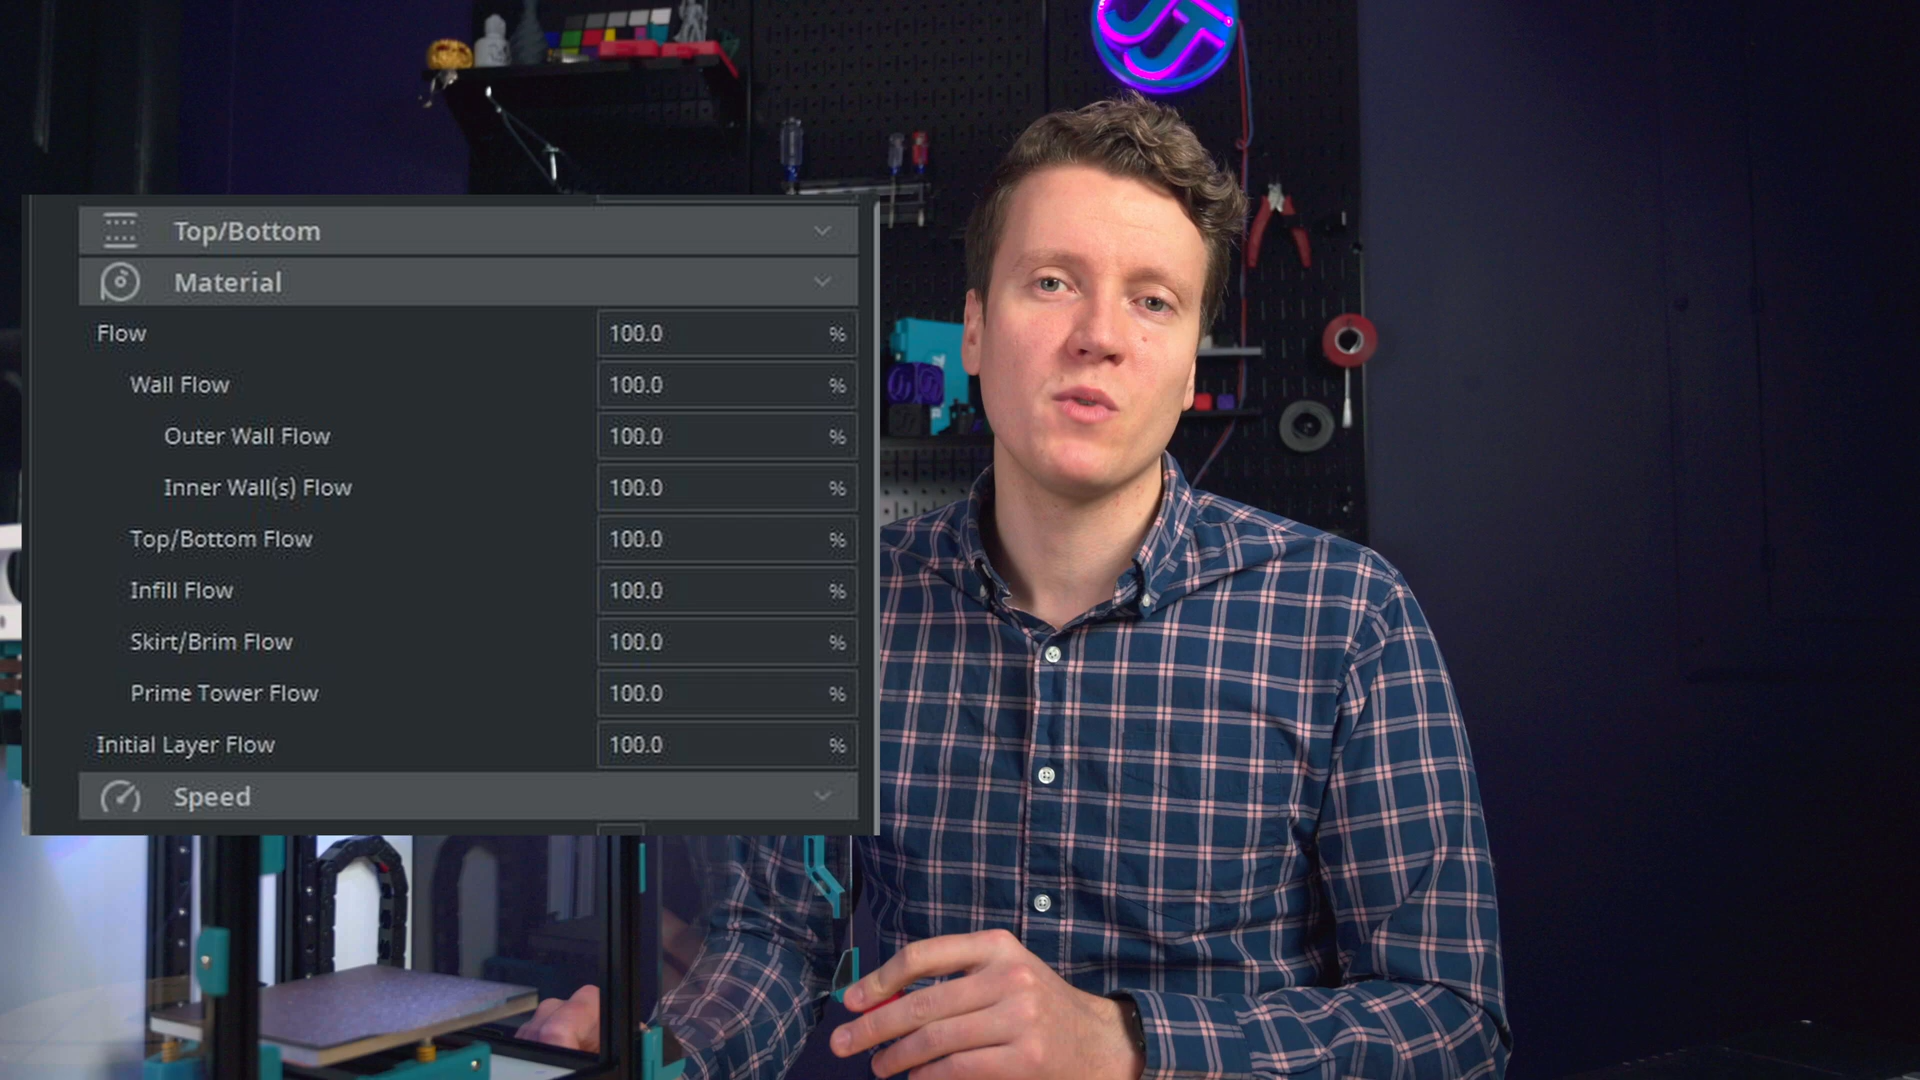 Top/Bottom
Material
Flow 100.0 %
Wall Flow 100.0 %
Outer Wall Flow 100.0 %
Inner Wall(s) Flow 100.0 %
Top/Bottom Flow 100.0 %
Infill Flow 100.0 %
Skirt/Brim Flow 100.0 %
Prime Tower Flow 100.0 %
Initial Layer Flow 100.0 %
Speed